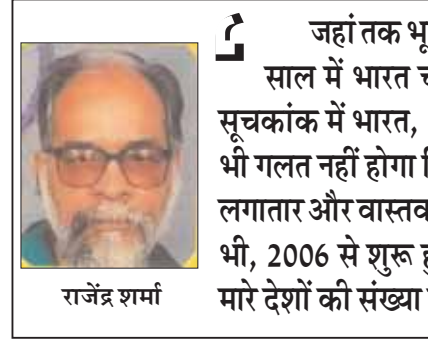 जहां तक भू
साल में भारत च
सूचकांक में भारत,
भी गलत नहीं होगा
लगातार और वास्तव
भी, 2006 से शुरू ह
मारे देशों की संख्या
राजेंद्र शर्मा